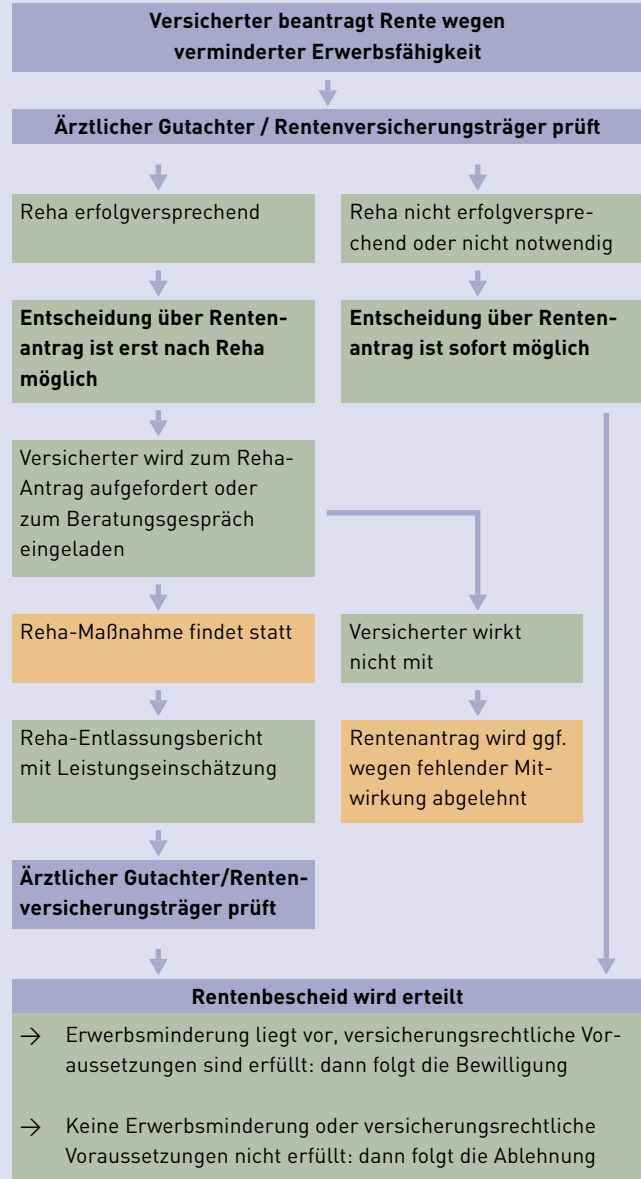 Versicherter beantragt Rente wegen
verminderter Erwerbsfähigkeit
Ärztlicher Gutachter / Rentenversicherungsträger prüft
Reha erfolgversprechend
Reha nicht erfolgverspre-
chend oder nicht notwendig
Entscheidung über Renten-
antrag ist erst nach Reha
möglich
Entscheidung über Renten-
antrag ist sofort möglich
Versicherter wird zum Reha-
Antrag aufgefordert oder
zum Beratungsgespräch
eingeladen
Reha-Maßnahme findet statt
Versicherter wirkt
nicht mit
Reha-Entlassungsbericht
mit Leistungseinschätzung
Rentenantrag wird ggf.
wegen fehlender Mit-
wirkung abgelehnt
Ärztlicher Gutachter/Renten-
versicherungsträger prüft
Rentenbescheid wird erteilt
→ Erwerbsminderung liegt vor, versicherungsrechtliche Vor-
aussetzungen sind erfüllt: dann folgt die Bewilligung
→ Keine Erwerbsminderung oder versicherungsrechtliche
Voraussetzungen nicht erfüllt: dann folgt die Ablehnung